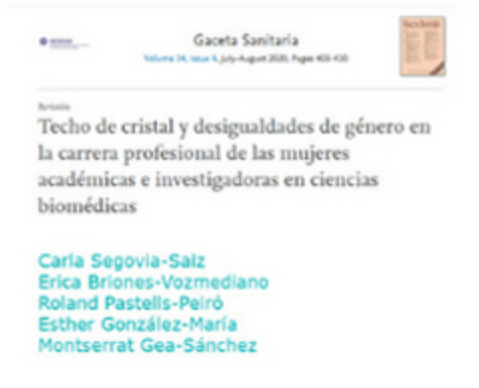 Gaceta Sanitaria
Volume 34, Issue 4, July-August 2020, Pages 403-410
Revisión
Techo de cristal y desigualdades de género en
la carrera profesional de las mujeres
académicas e investigadoras en ciencias
biomédicas
Carla Segovia-Saiz
Erica Briones-Vozmediano
Roland Pastells-Peiró
Esther González-María
Montserrat Gea-Sánchez